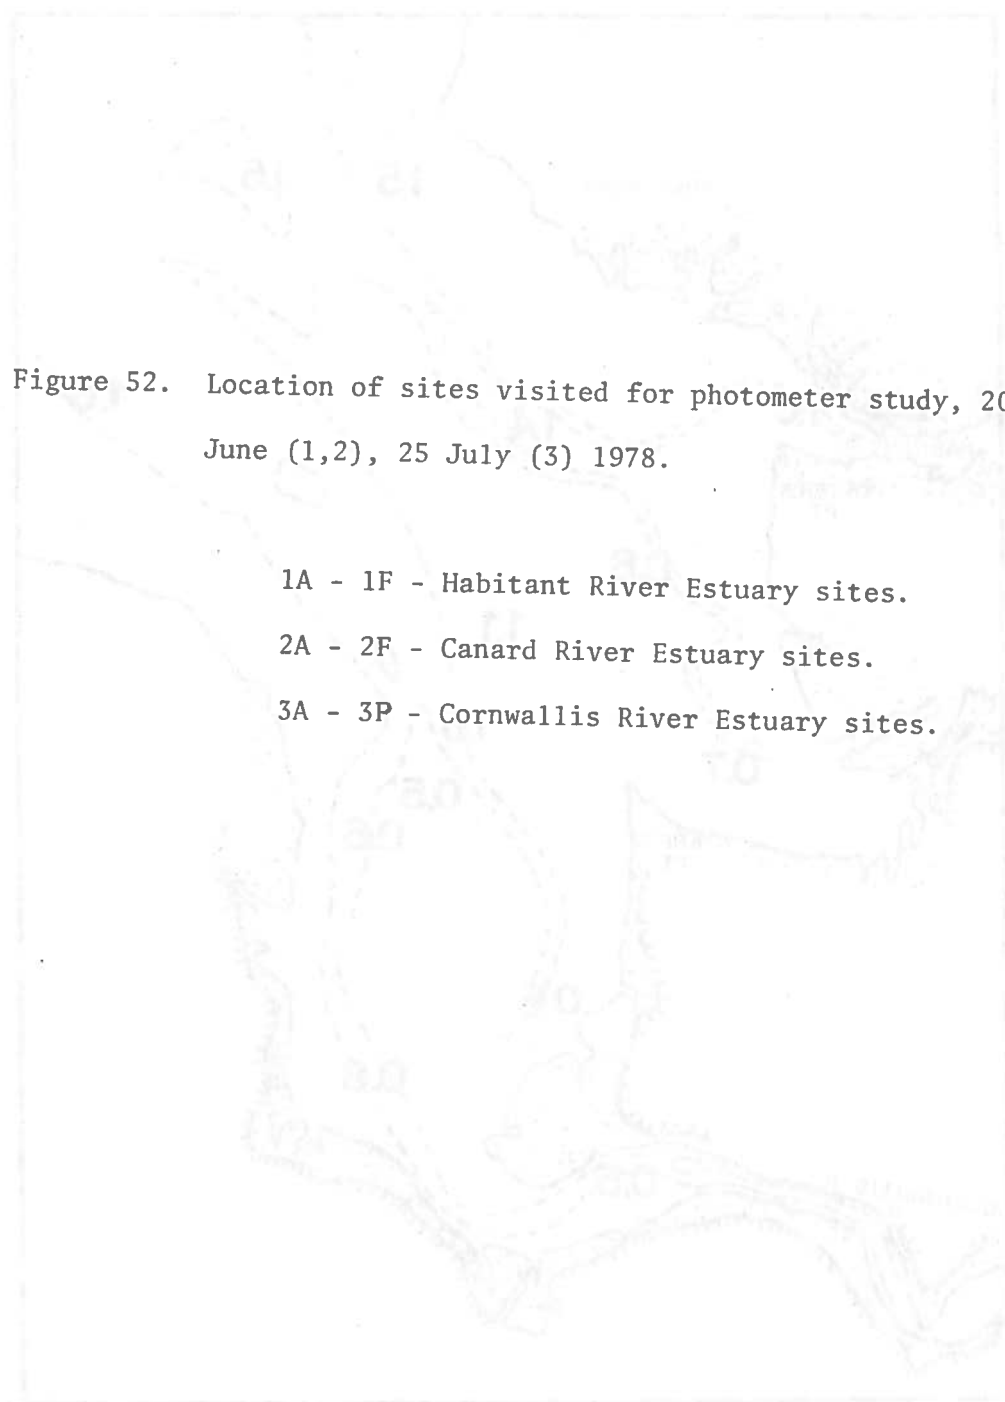 Figure 52. Location of sites visited for photometer study, 20
June (1,2), 25 July (3) 1978.
1A - 1F - Habitant River Estuary sites.
2A - 2F - Canard River Estuary sites.
3A - 3P - Cornwallis River Estuary sites.